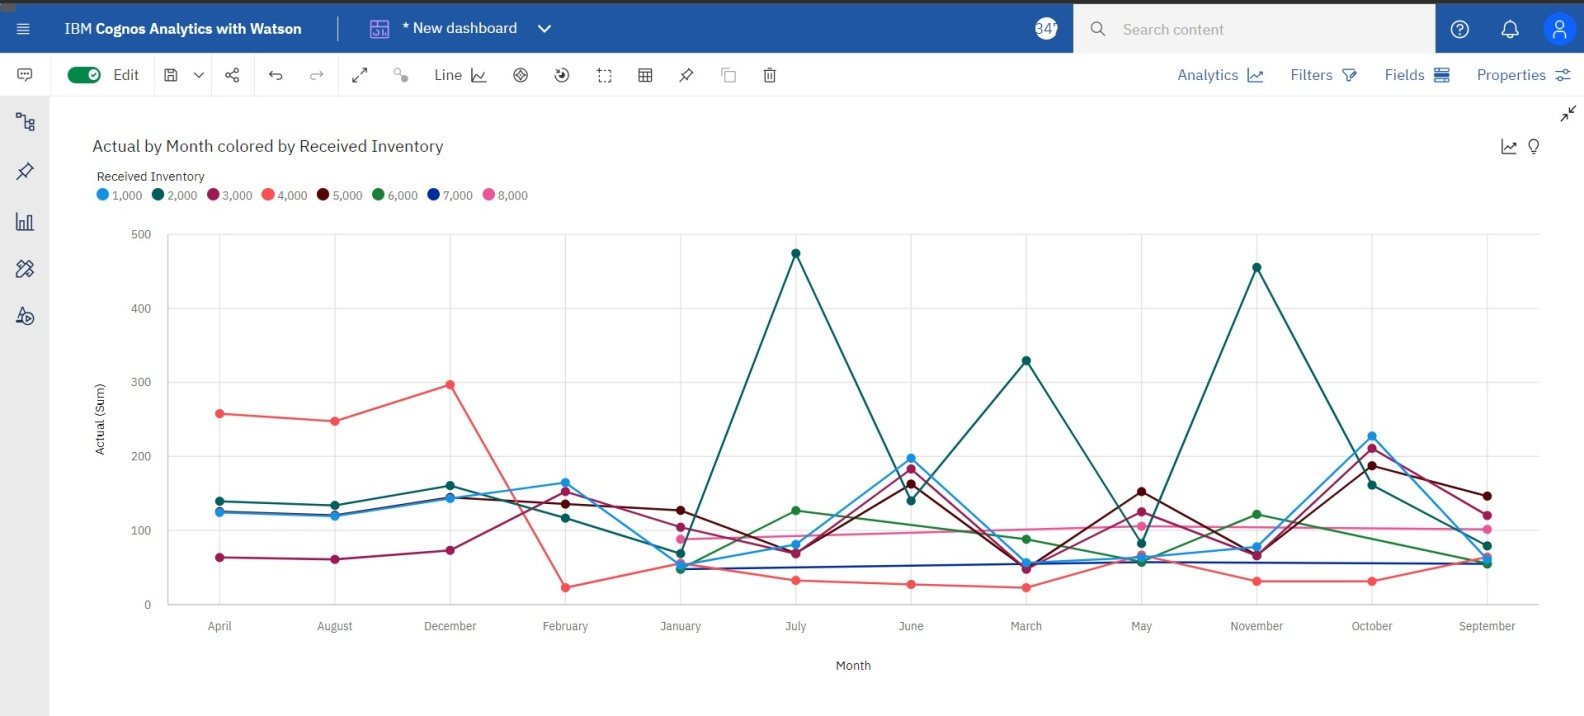 IBM Cognos Analytics with Watson
* New dashboard
347
Search content
Edit
Line
Analytics
Filters
Fields
Properties
Actual by Month colored by Received Inventory
Received Inventory
1,000 2,000 3,000 4,000 5,000 6,000 7,000 8,000
500
400
300
200
100
0
Actual (Sum)
April August December February January July June March May November October September
Month